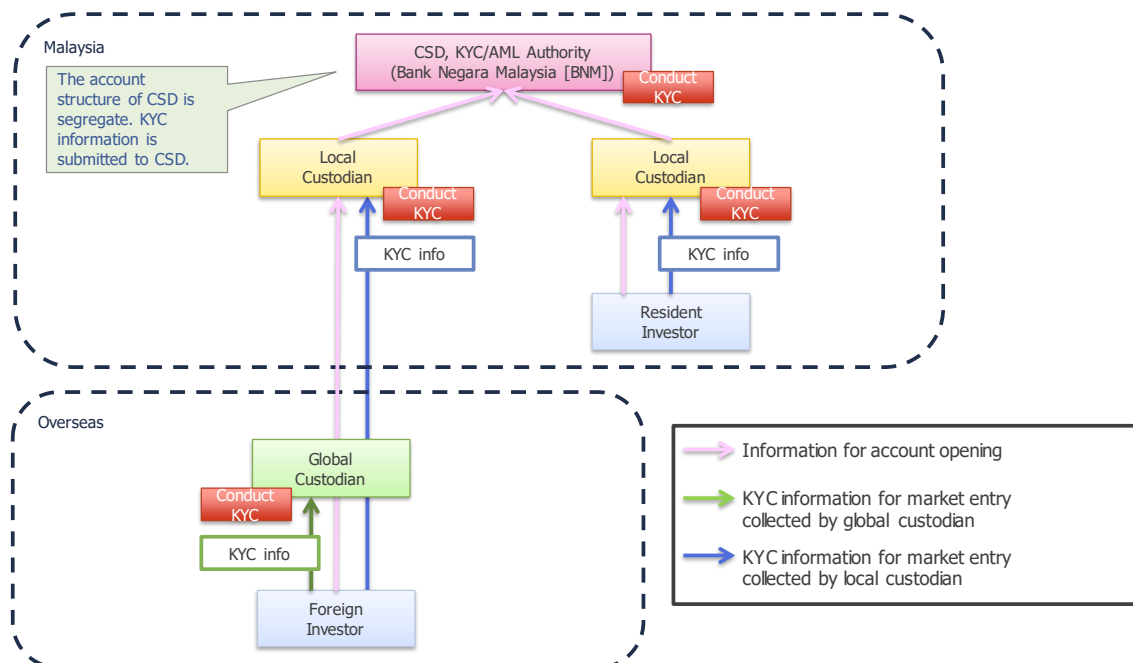 Malaysia
CSD, KYC/AML Authority
(Bank Negara Malaysia [BNM])
Conduct
KYC
The account
structure of CSD is
segregate. KYC
information is
submitted to CSD.
Local
Custodian
Conduct
KYC
KYC info
Local
Custodian
Conduct
KYC
KYC info
Resident
Investor
Overseas
Global
Custodian
Conduct
KYC
KYC info
Foreign
Investor
Information for account opening
KYC information for market entry
collected by global custodian
KYC information for market entry
collected by local custodian